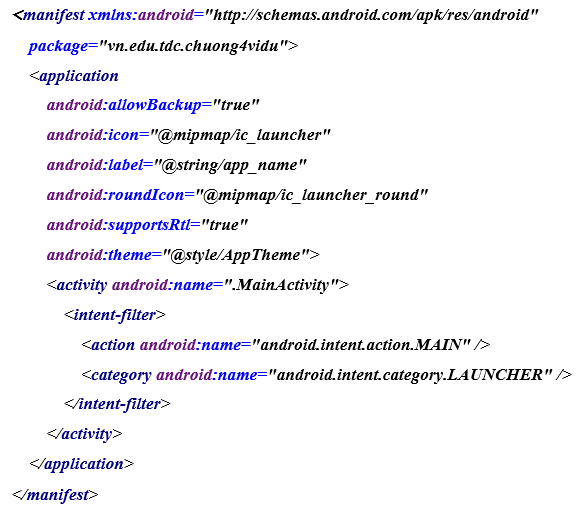 <manifest xmlns:android="http://schemas.android.com/apk/res/android"
package="vn.edu.tdc.chuong4vidu">
<application
android:allowBackup="true"
android:icon="@mipmap/ic_launcher"
android:label="@string/app_name"
android:roundIcon="@mipmap/ic_launcher_round"
android:supportsRtl="true"
android:theme="@style/AppTheme">
<activity android:name=".MainActivity">
<intent-filter>
<action android:name="android.intent.action.MAIN" />
<category android:name="android.intent.category.LAUNCHER" />
</intent-filter>
</activity>
</application>
</manifest>